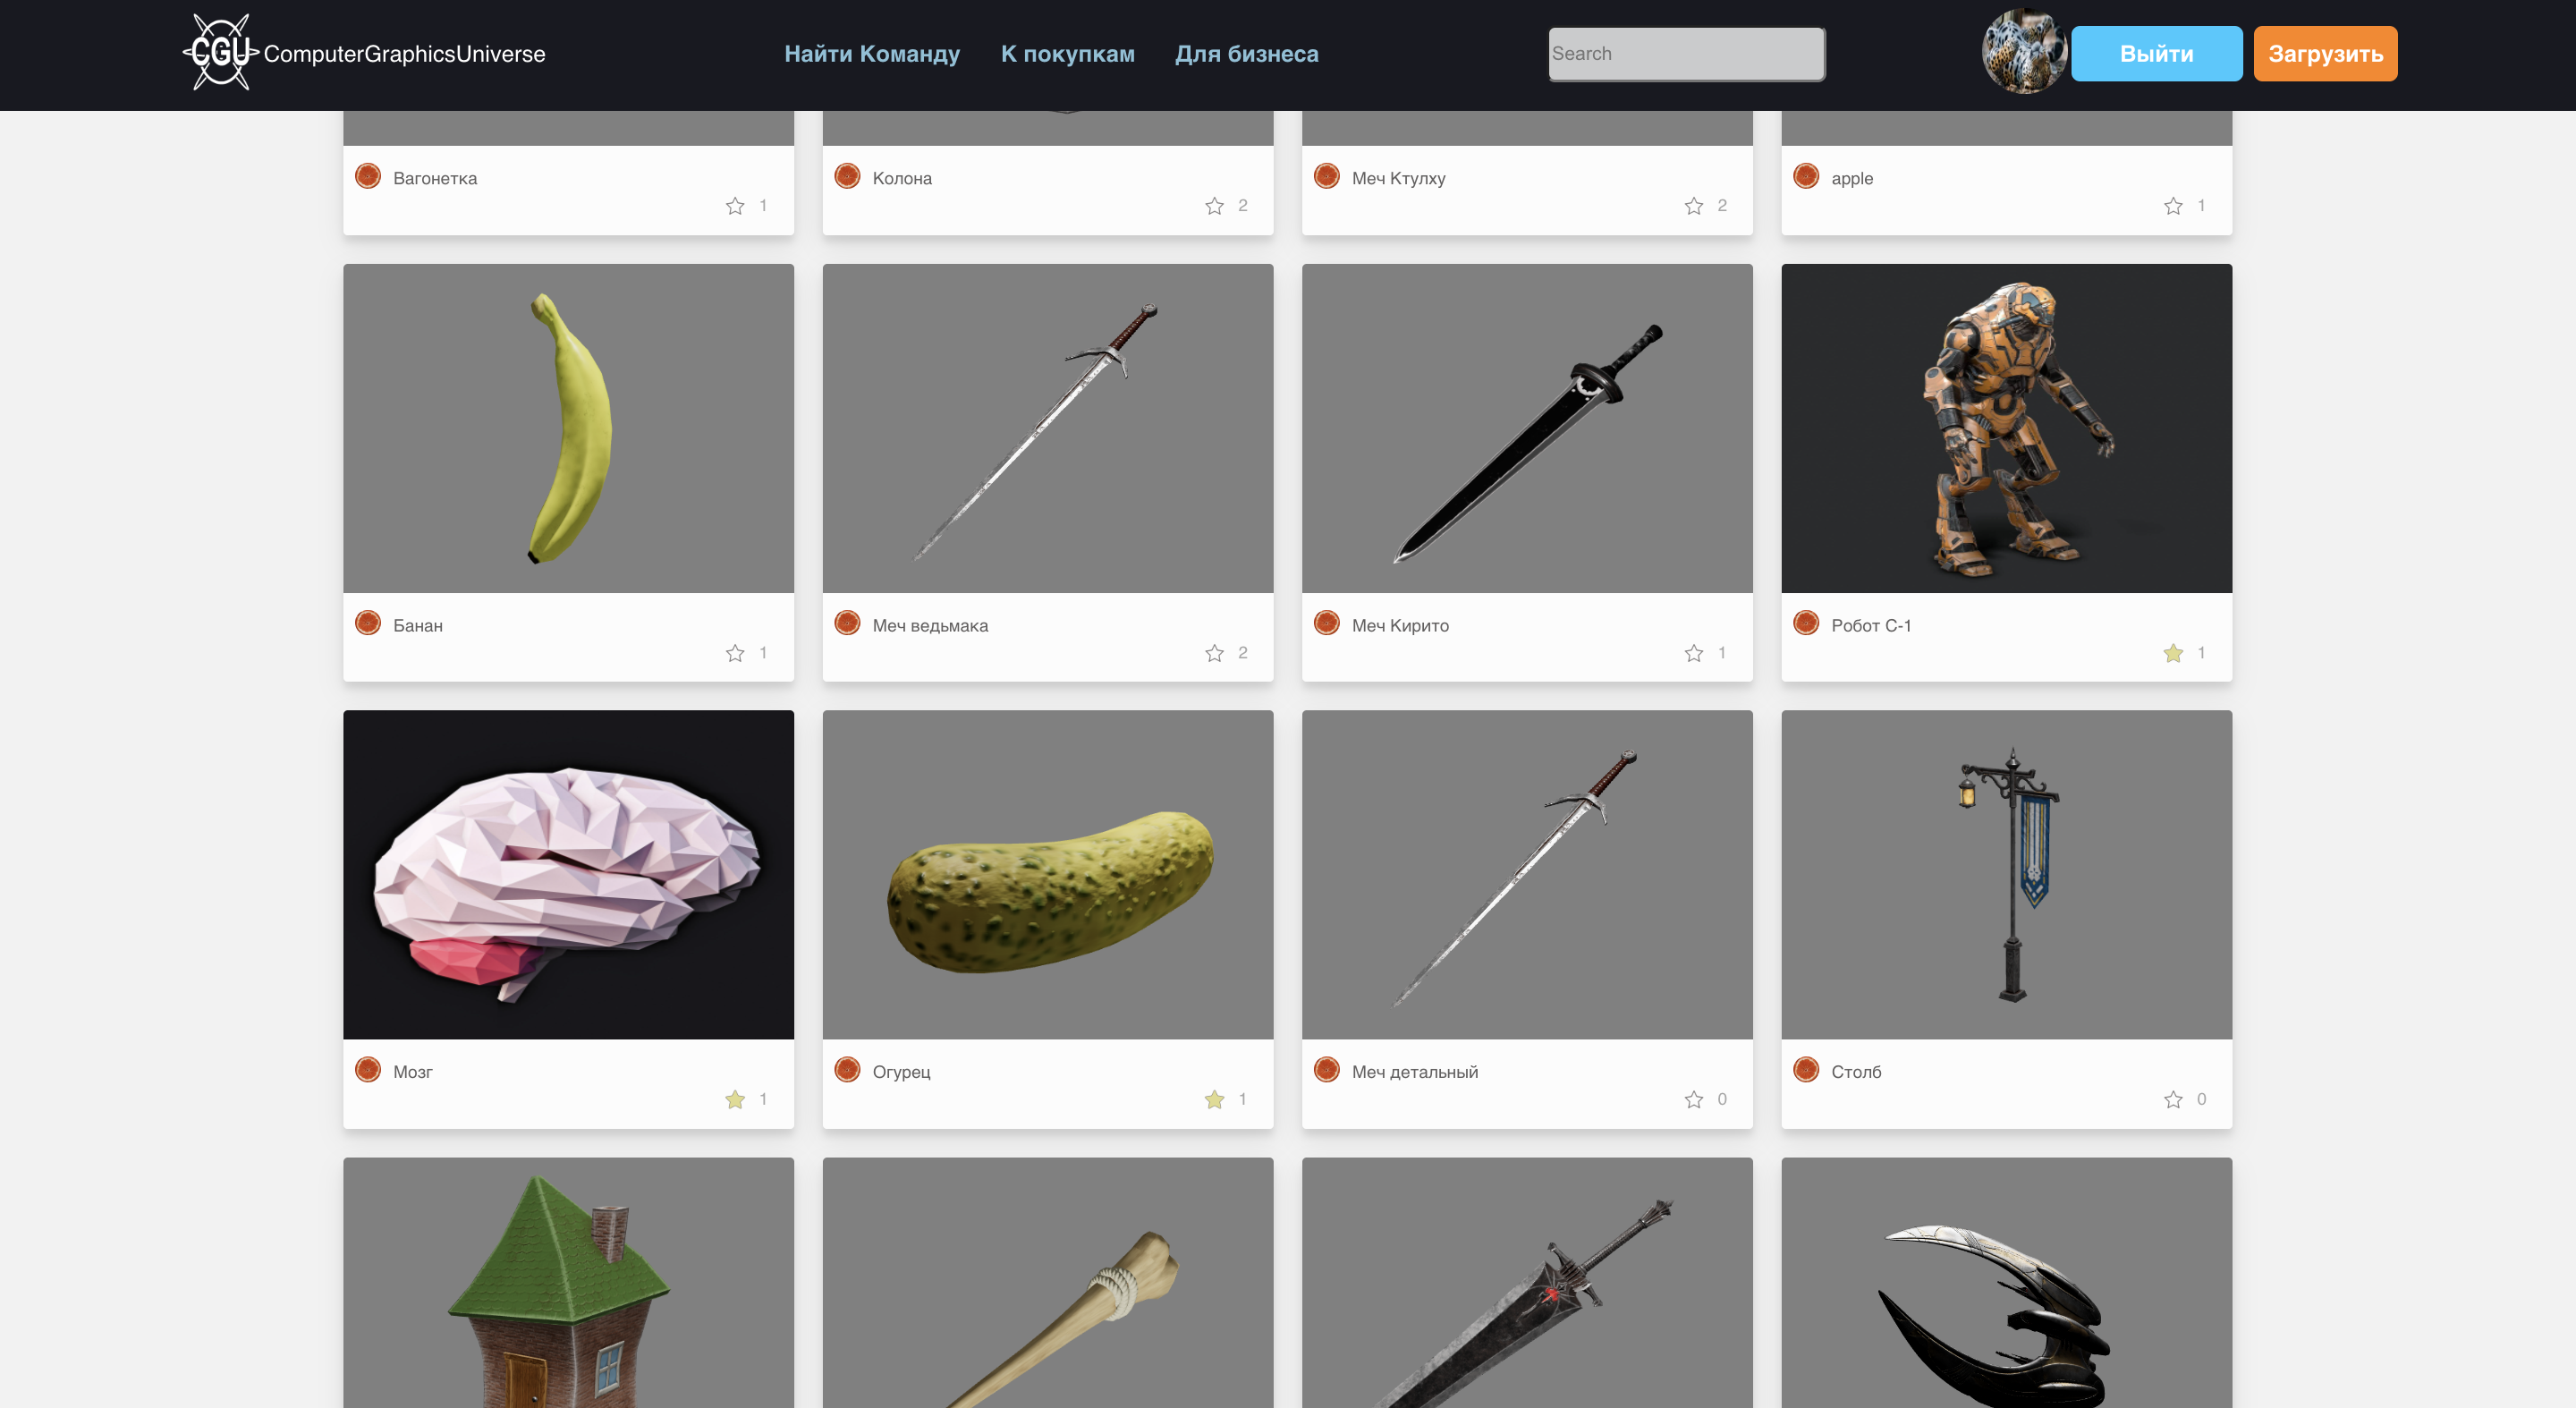 CGU ComputerGraphicsUniverse
Найти Команду К покупкам Для бизнеса
Search
Выйти Загрузить
Вагонетка
1
Колона
2
Меч Ктулху
2
apple
1
Банан
1
Меч ведьмака
2
Меч Кирито
1
Робот С-1
1
Мозг
1
Огурец
1
Меч детальный
0
Столб
0